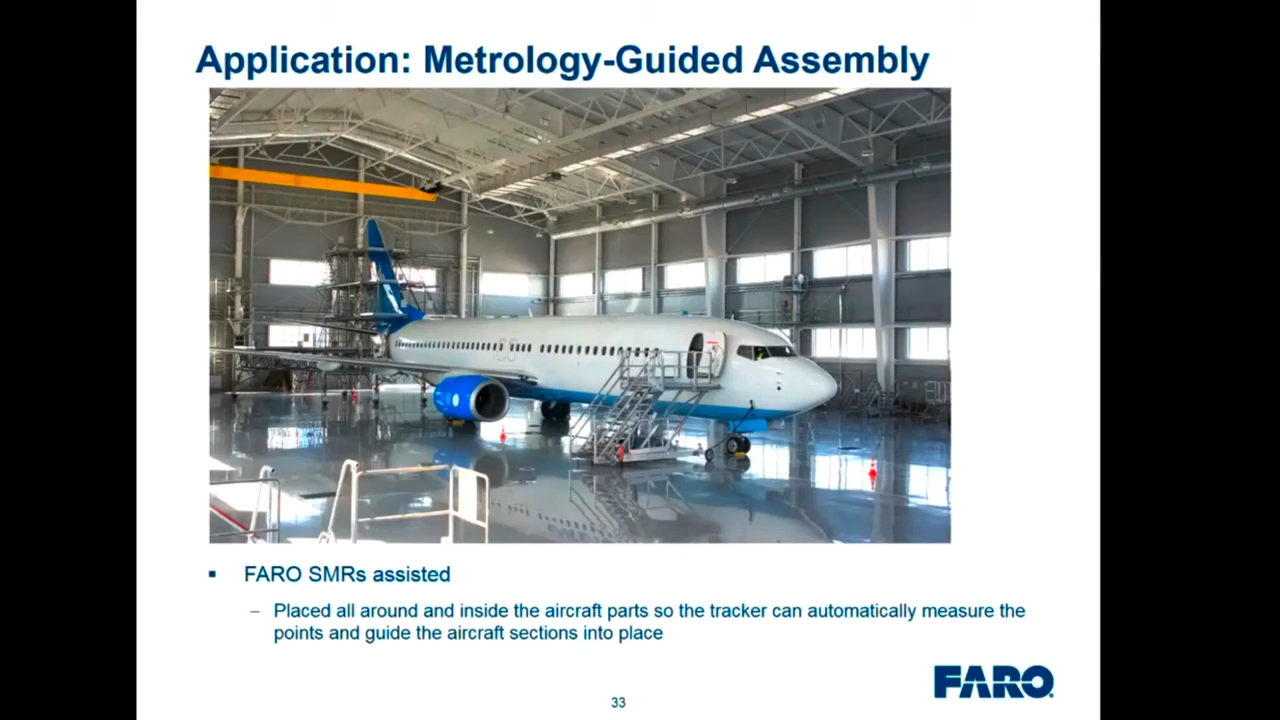 Application: Metrology-Guided Assembly
▪ FARO SMRs assisted
– Placed all around and inside the aircraft parts so the tracker can automatically measure the
points and guide the aircraft sections into place
FARO
33